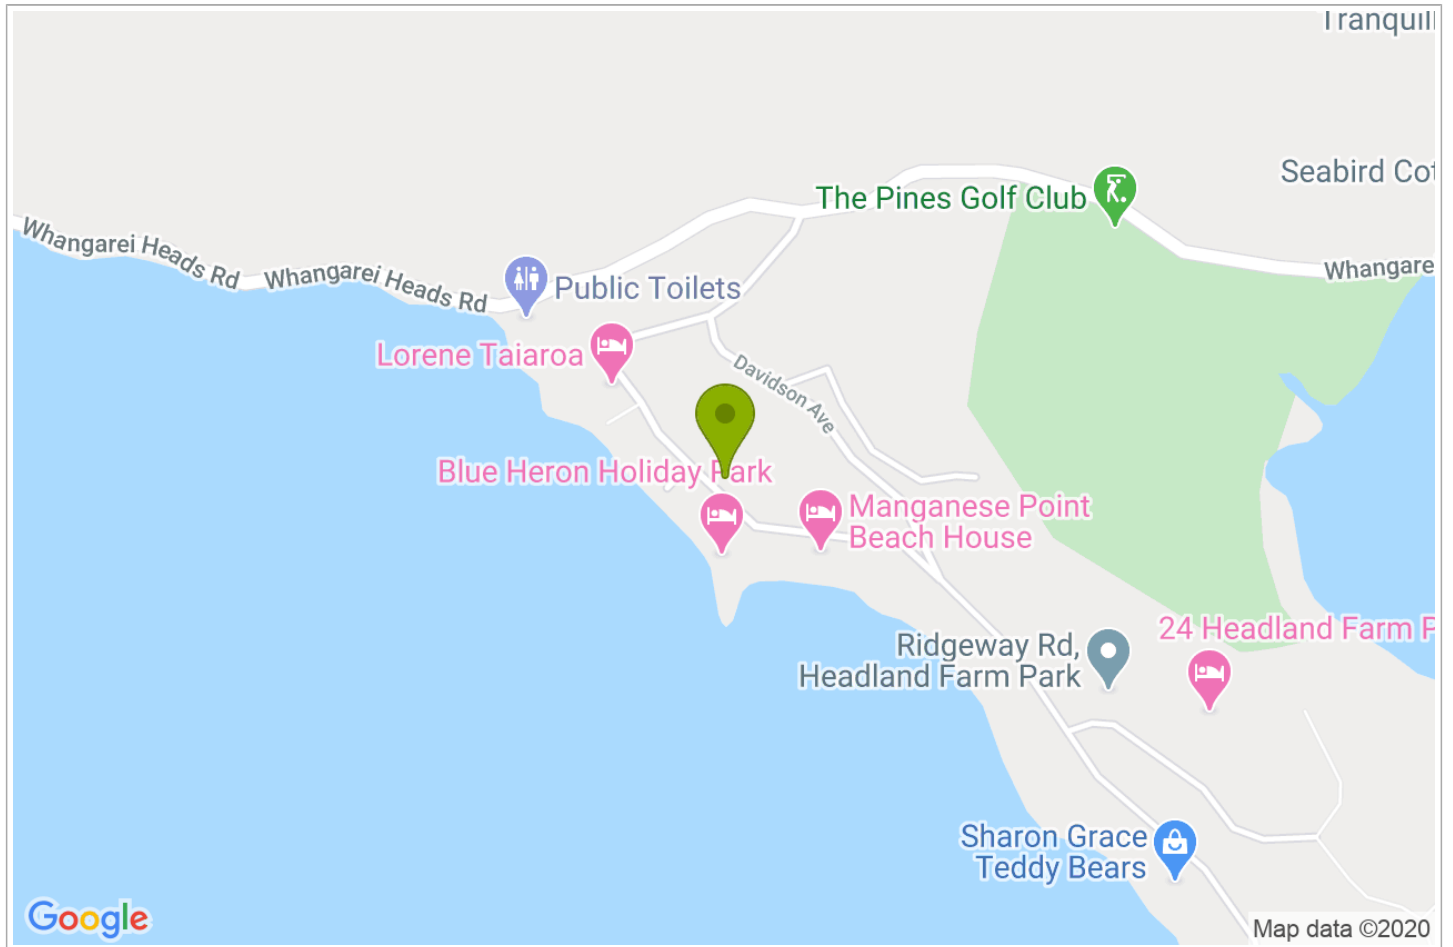 Tranquil
Seabird Cot
The Pines Golf Club
Whangarei Heads Rd
Whangarei Heads Rd
Whangare
Public Toilets
Lorene Taiaroa
Davidson Ave
Blue Heron Holiday Park
Manganese Point
Beach House
24 Headland Farm P
Ridgeway Rd,
Headland Farm Park
Sharon Grace
Teddy Bears
Google
Map data ©2020